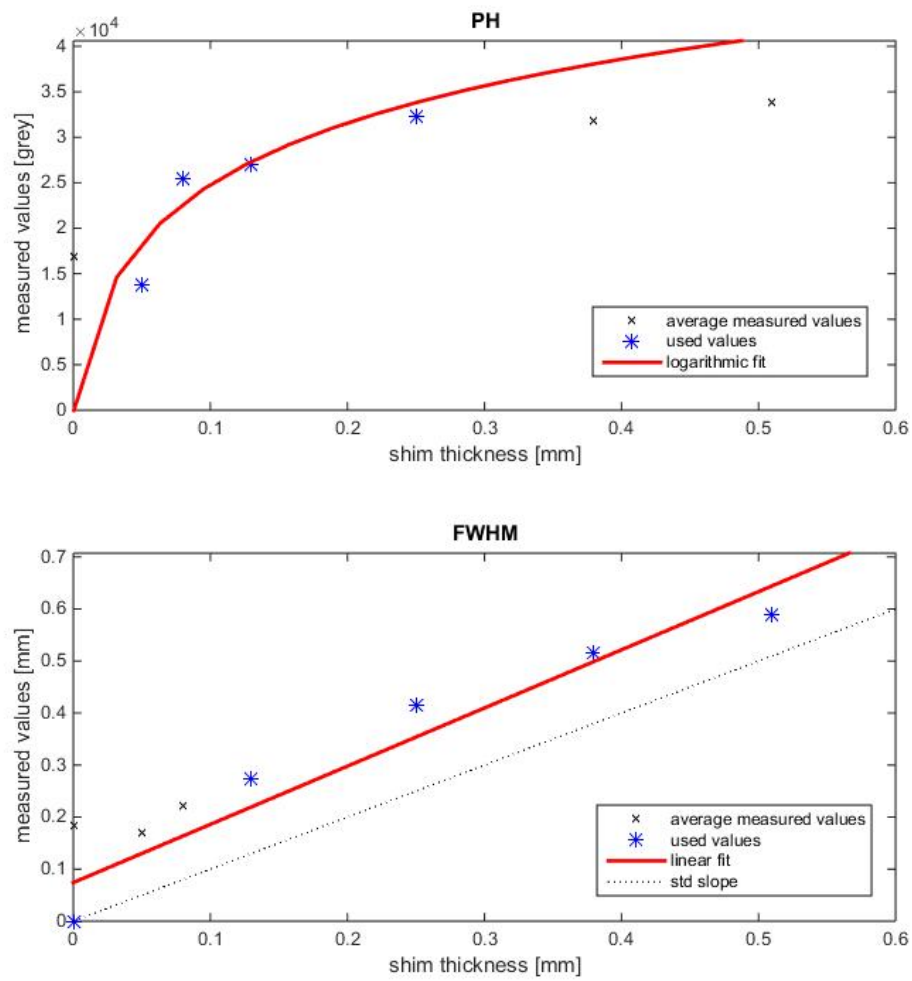 PH
×10⁴
4
3.5
3
2.5
2
1.5
1
0.5
0
measured values [grey]
average measured values
used values
logarithmic fit
0 0.1 0.2 0.3 0.4 0.5 0.6
shim thickness [mm]
FWHM
0.7
0.6
0.5
0.4
0.3
0.2
0.1
0
measured values [mm]
average measured values
used values
linear fit
std slope
0 0.1 0.2 0.3 0.4 0.5 0.6
shim thickness [mm]